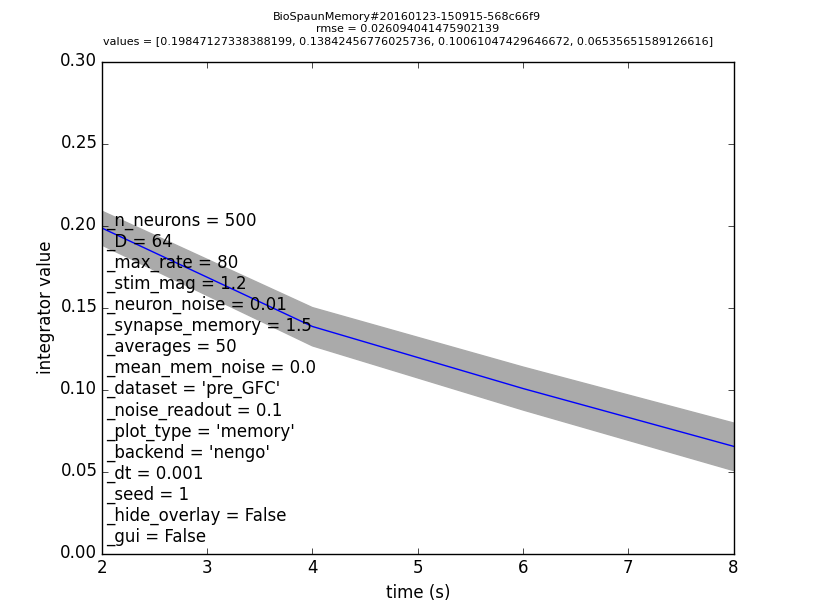 BioSpaunMemory#20160123-150915-568c66f9
rmse = 0.026094041475902139
values = [0.19847127338388199, 0.13842456776025736, 0.10061047429646672, 0.06535651589126616]
0.30
0.25
0.20
0.15
0.10
0.05
0.00
integrator value
_n_neurons = 500
_D = 64
_max_rate = 80
_stim_mag = 1.2
_neuron_noise = 0.01
_synapse_memory = 1.5
_averages = 50
_mean_mem_noise = 0.0
_dataset = 'pre_GFC'
_noise_readout = 0.1
_plot_type = 'memory'
_backend = 'nengo'
_dt = 0.001
_seed = 1
_hide_overlay = False
_gui = False
2 3 4 5 6 7 8
time (s)